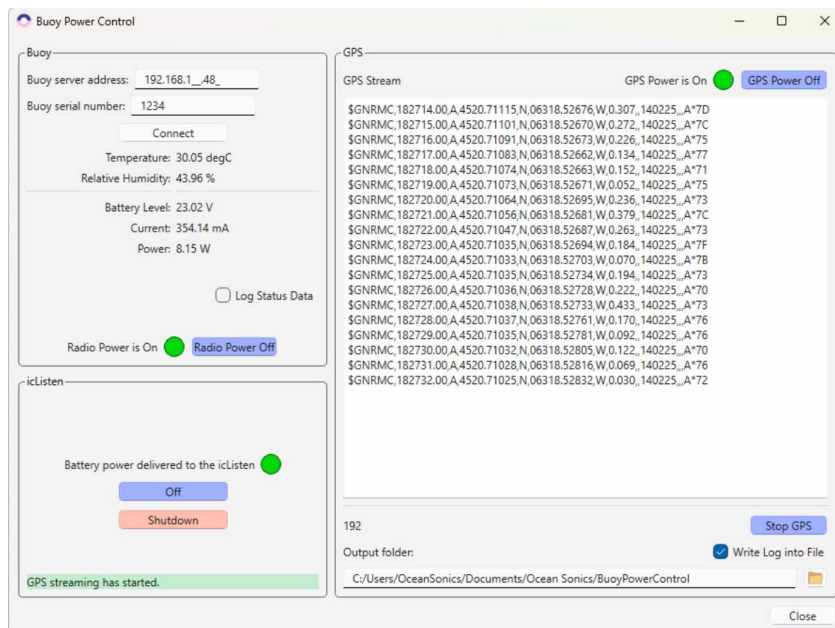 Buoy Power Control
Buoy
Buoy server address: 192.168.1__.48_
Buoy serial number: 1234
Connect
Temperature: 30.05 degC
Relative Humidity: 43.96 %
Battery Level: 23.02 V
Current: 354.14 mA
Power: 8.15 W
Log Status Data
Radio Power is On
Radio Power Off
icListen
Battery power delivered to the icListen
Off
Shutdown
GPS streaming has started.
GPS
GPS Stream
GPS Power is On
GPS Power Off
$GNRMC,182714.00,A,4520.71115,N,06318.52676,W,0.307,,140225,,,A*7D
$GNRMC,182715.00,A,4520.71101,N,06318.52670,W,0.272,,140225,,,A*7C
$GNRMC,182716.00,A,4520.71091,N,06318.52673,W,0.226,,140225,,,A*75
$GNRMC,182717.00,A,4520.71083,N,06318.52662,W,0.134,,140225,,,A*77
$GNRMC,182718.00,A,4520.71074,N,06318.52663,W,0.152,,140225,,,A*71
$GNRMC,182719.00,A,4520.71073,N,06318.52671,W,0.052,,140225,,,A*75
$GNRMC,182720.00,A,4520.71064,N,06318.52695,W,0.236,,140225,,,A*73
$GNRMC,182721.00,A,4520.71056,N,06318.52681,W,0.379,,140225,,,A*7C
$GNRMC,182722.00,A,4520.71047,N,06318.52687,W,0.263,,140225,,,A*73
$GNRMC,182723.00,A,4520.71035,N,06318.52694,W,0.184,,140225,,,A*7F
$GNRMC,182724.00,A,4520.71033,N,06318.52703,W,0.070,,140225,,,A*7B
$GNRMC,182725.00,A,4520.71035,N,06318.52734,W,0.194,,140225,,,A*73
$GNRMC,182726.00,A,4520.71036,N,06318.52728,W,0.222,,140225,,,A*70
$GNRMC,182727.00,A,4520.71038,N,06318.52733,W,0.433,,140225,,,A*73
$GNRMC,182728.00,A,4520.71037,N,06318.52761,W,0.170,,140225,,,A*76
$GNRMC,182729.00,A,4520.71035,N,06318.52781,W,0.092,,140225,,,A*76
$GNRMC,182730.00,A,4520.71032,N,06318.52805,W,0.122,,140225,,,A*70
$GNRMC,182731.00,A,4520.71028,N,06318.52816,W,0.069,,140225,,,A*76
$GNRMC,182732.00,A,4520.71025,N,06318.52832,W,0.030,,140225,,,A*72
192
Stop GPS
Output folder:
Write Log into File
C:/Users/OceanSonics/Documents/Ocean Sonics/BuoyPowerControl
Close